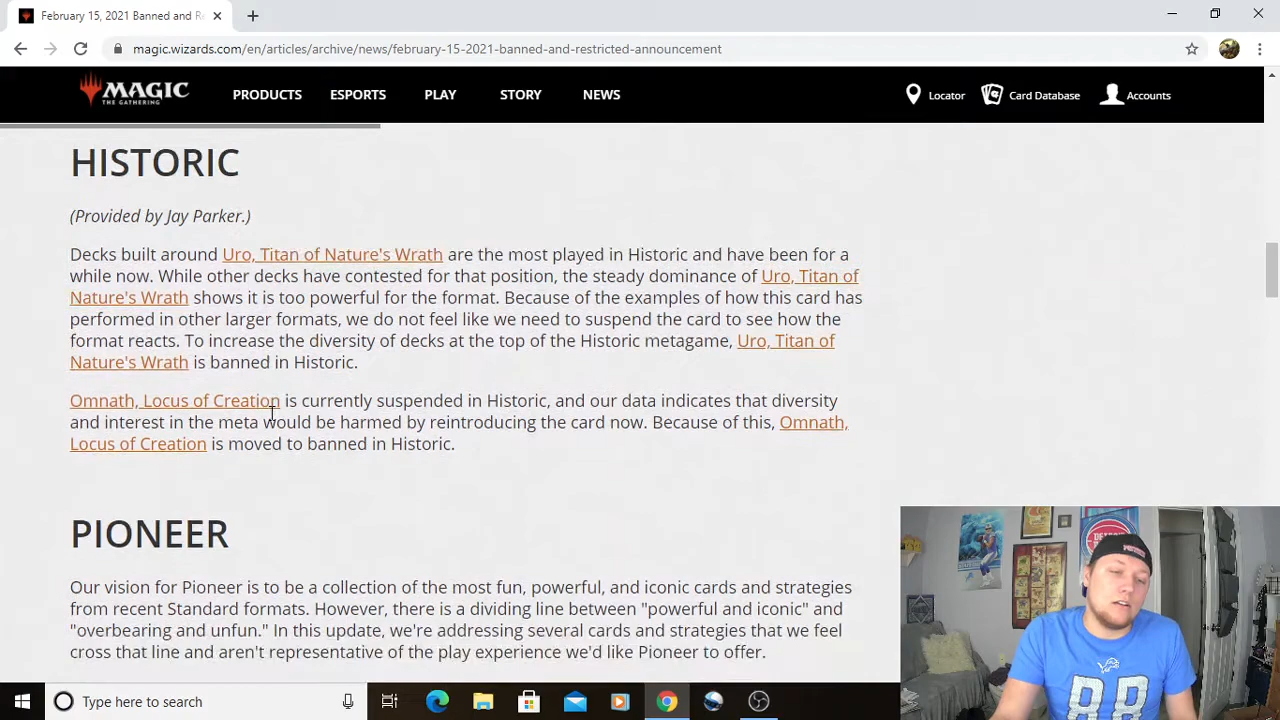 February 15, 2021 Banned and Re
magic.wizards.com/en/articles/archive/news/february-15-2021-banned-and-restricted-announcement
MAGIC
THE GATHERING
PRODUCTS
ESPORTS
PLAY
STORY
NEWS
Locator
Card Database
Accounts
HISTORIC
(Provided by Jay Parker.)
Decks built around Uro, Titan of Nature's Wrath are the most played in Historic and have been for a
while now. While other decks have contested for that position, the steady dominance of Uro, Titan of
Nature's Wrath shows it is too powerful for the format. Because of the examples of how this card has
performed in other larger formats, we do not feel like we need to suspend the card to see how the
format reacts. To increase the diversity of decks at the top of the Historic metagame, Uro, Titan of
Nature's Wrath is banned in Historic.
Omnath, Locus of Creation is currently suspended in Historic, and our data indicates that diversity
and interest in the meta would be harmed by reintroducing the card now. Because of this, Omnath,
Locus of Creation is moved to banned in Historic.
PIONEER
Our vision for Pioneer is to be a collection of the most fun, powerful, and iconic cards and strategies
from recent Standard formats. However, there is a dividing line between "powerful and iconic" and
"overbearing and unfun." In this update, we're addressing several cards and strategies that we feel
cross that line and aren't representative of the play experience we'd like Pioneer to offer.
88
Type here to search